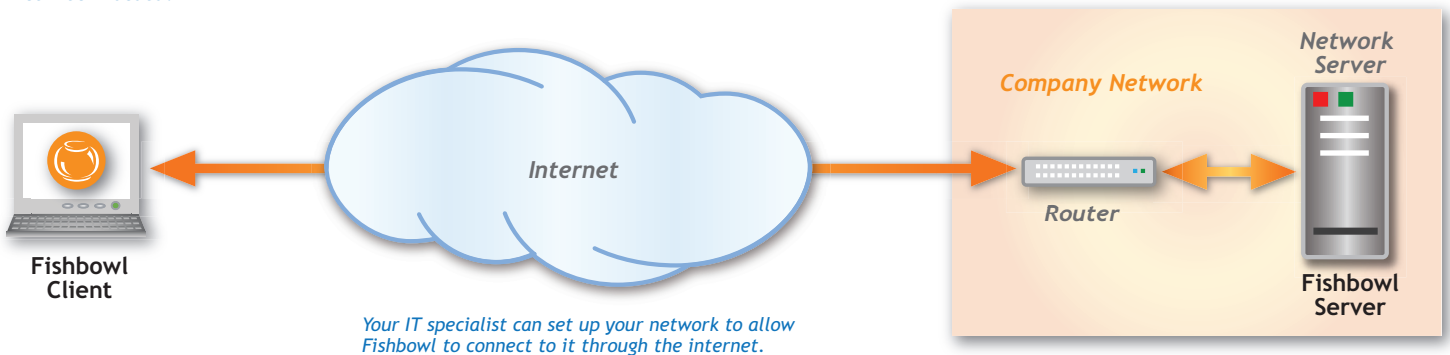 Network
Server
Company Network
Internet
Router
Fishbowl
Client
Fishbowl
Server
Your IT specialist can set up your network to allow
Fishbowl to connect to it through the internet.